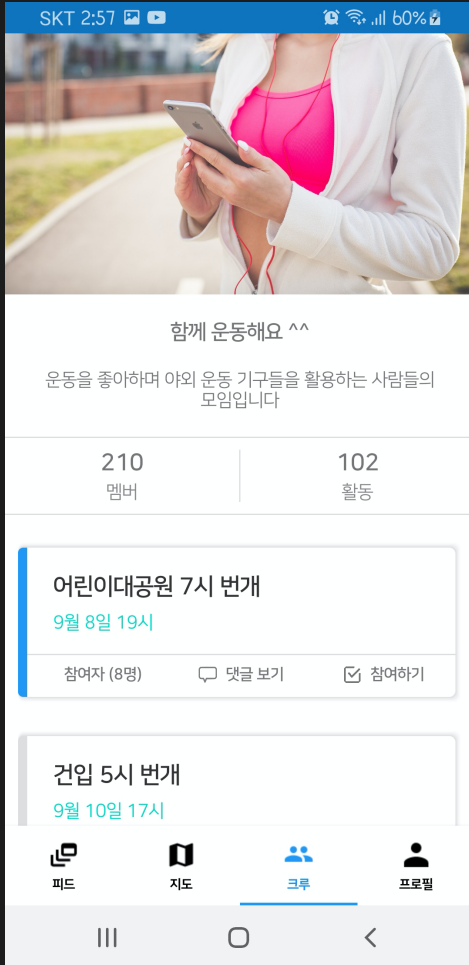 SKT 2:57 60%
함께 운동해요 ^^
운동을 좋아하며 야외 운동 기구들을 활용하는 사람들의
모임입니다
210 102
멤버 활동
어린이대공원 7시 번개
9월 8일 19시
참여자 (8명) 댓글 보기 참여하기
건입 5시 번개
9월 10일 17시
피드 지도 크루 프로필